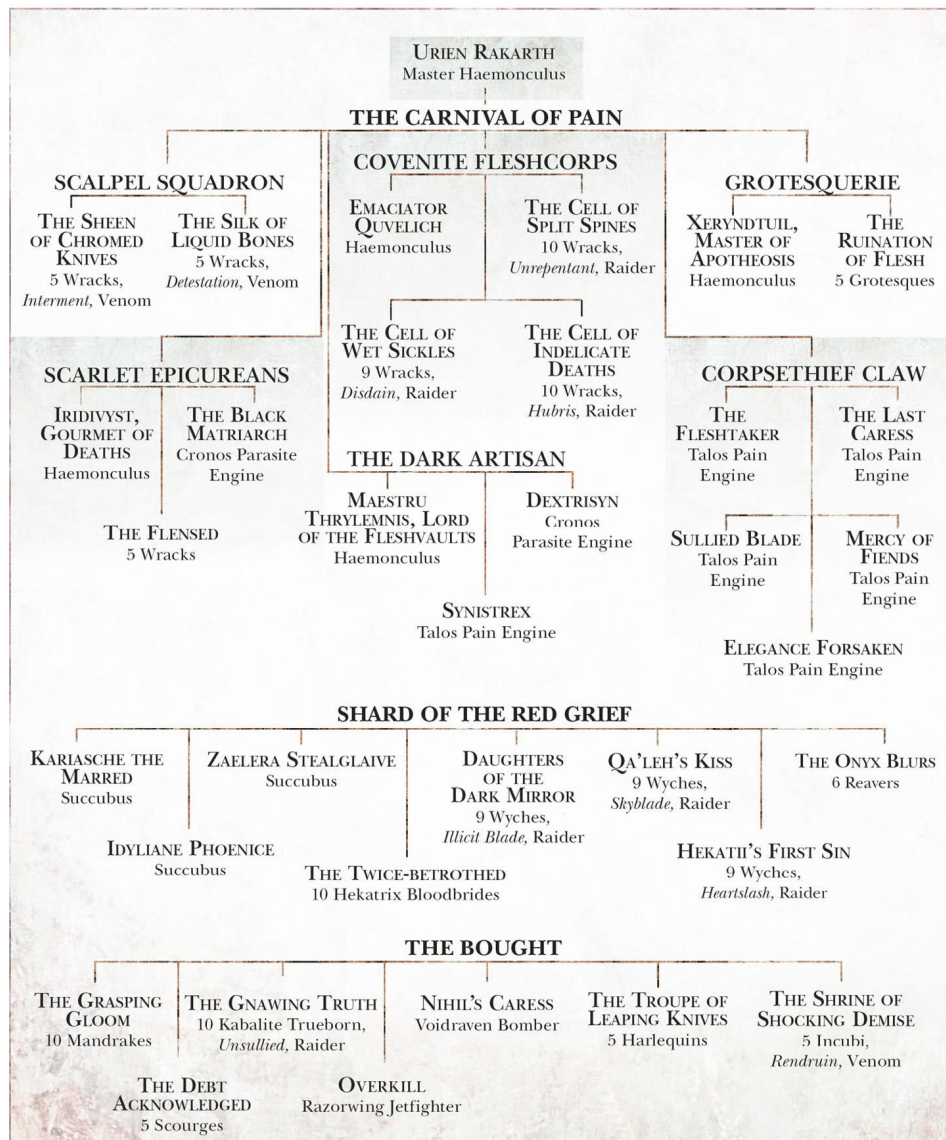 URIEN RAKARTH
Master Haemonculus
THE CARNIVAL OF PAIN
SCALPEL SQUADRON
THE SHEEN
OF CHROMED
KNIVES
5 Wracks,
Interment, Venom
THE SILK OF
LIQUID BONES
5 Wracks,
Detestation, Venom
COVENITE FLESHCORPS
EMACIATOR
QUVELICH
Haemonculus
THE CELL OF
SPLIT SPINES
10 Wracks,
Unrepentant, Raider
THE CELL OF
WET SICKLES
9 Wracks,
Disdain, Raider
THE CELL OF
INDELICATE
DEATHS
10 Wracks,
Hubris, Raider
GROTESQUERIE
XERYNDTUIL,
MASTER OF
APOTHEOSIS
Haemonculus
THE
RUINATION
OF FLESH
5 Grotesques
SCARLET EPICUREANS
IRIDIVYST,
GOURMET OF
DEATHS
Haemonculus
THE BLACK
MATRIARCH
Cronos Parasite
Engine
THE FLENSED
5 Wracks
THE DARK ARTISAN
MAESTRU
THRYLEMNIS, LORD
OF THE FLESHVAULTS
Haemonculus
DEXTRISYN
Cronos
Parasite Engine
SYNISTREX
Talos Pain Engine
CORPSETHIEF CLAW
THE
FLESHTAKER
Talos Pain
Engine
THE LAST
CARESS
Talos Pain
Engine
SULLIED BLADE
Talos Pain
Engine
MERCY OF
FIENDS
Talos Pain
Engine
ELEGANCE FORSAKEN
Talos Pain Engine
SHARD OF THE RED GRIEF
KARIASCHE THE
MARRED
Succubus
IDYLIANE PHOENICE
Succubus
ZAELERA STEALGLAIVE
Succubus
THE TWICE-BETROTHED
10 Hekatrix Bloodbrides
DAUGHTERS
OF THE
DARK MIRROR
9 Wyches,
Illicit Blade, Raider
QA'LEH'S KISS
9 Wyches,
Skyblade, Raider
HEKATII'S FIRST SIN
9 Wyches,
Heartslash, Raider
THE ONYX BLURS
6 Reavers
THE BOUGHT
THE GRASPING
GLOOM
10 Mandrakes
THE DEBT
ACKNOWLEDGED
5 Scourges
THE GNAWING TRUTH
10 Kabalite Trueborn,
Unsullied, Raider
OVERKILL
Razorwing Jetfighter
NIHIL'S CARESS
Voidraven Bomber
THE TROUPE OF
LEAPING KNIVES
5 Harlequins
THE SHRINE OF
SHOCKING DEMISE
5 Incubi,
Rendruin, Venom